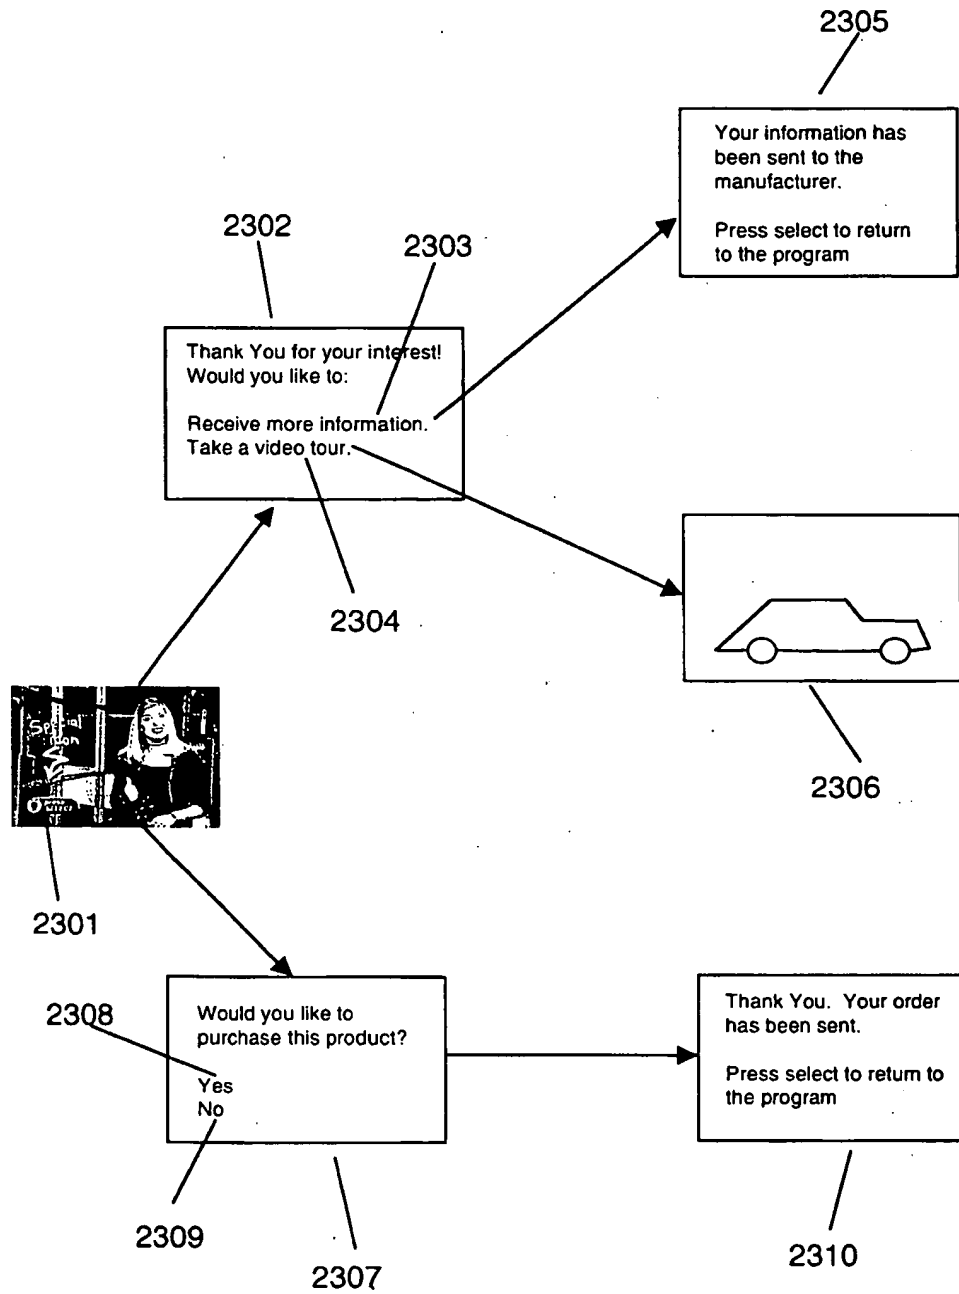 2305
Your information has
been sent to the
manufacturer.
Press select to return
to the program
2302
2303
Thank You for your interest!
Would you like to:
Receive more information.
Take a video tour.
2304
2306
Special
2301
2308
Would you like to
purchase this product?
Yes
No
2309
2307
Thank You. Your order
has been sent.
Press select to return to
the program
2310